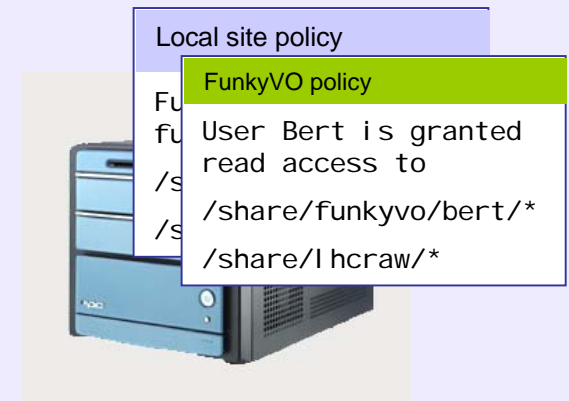 Local site policy
FunkyVO policy
User Bert is granted
read access to
/share/funkyvo/bert/*
/share/lhcraw/*